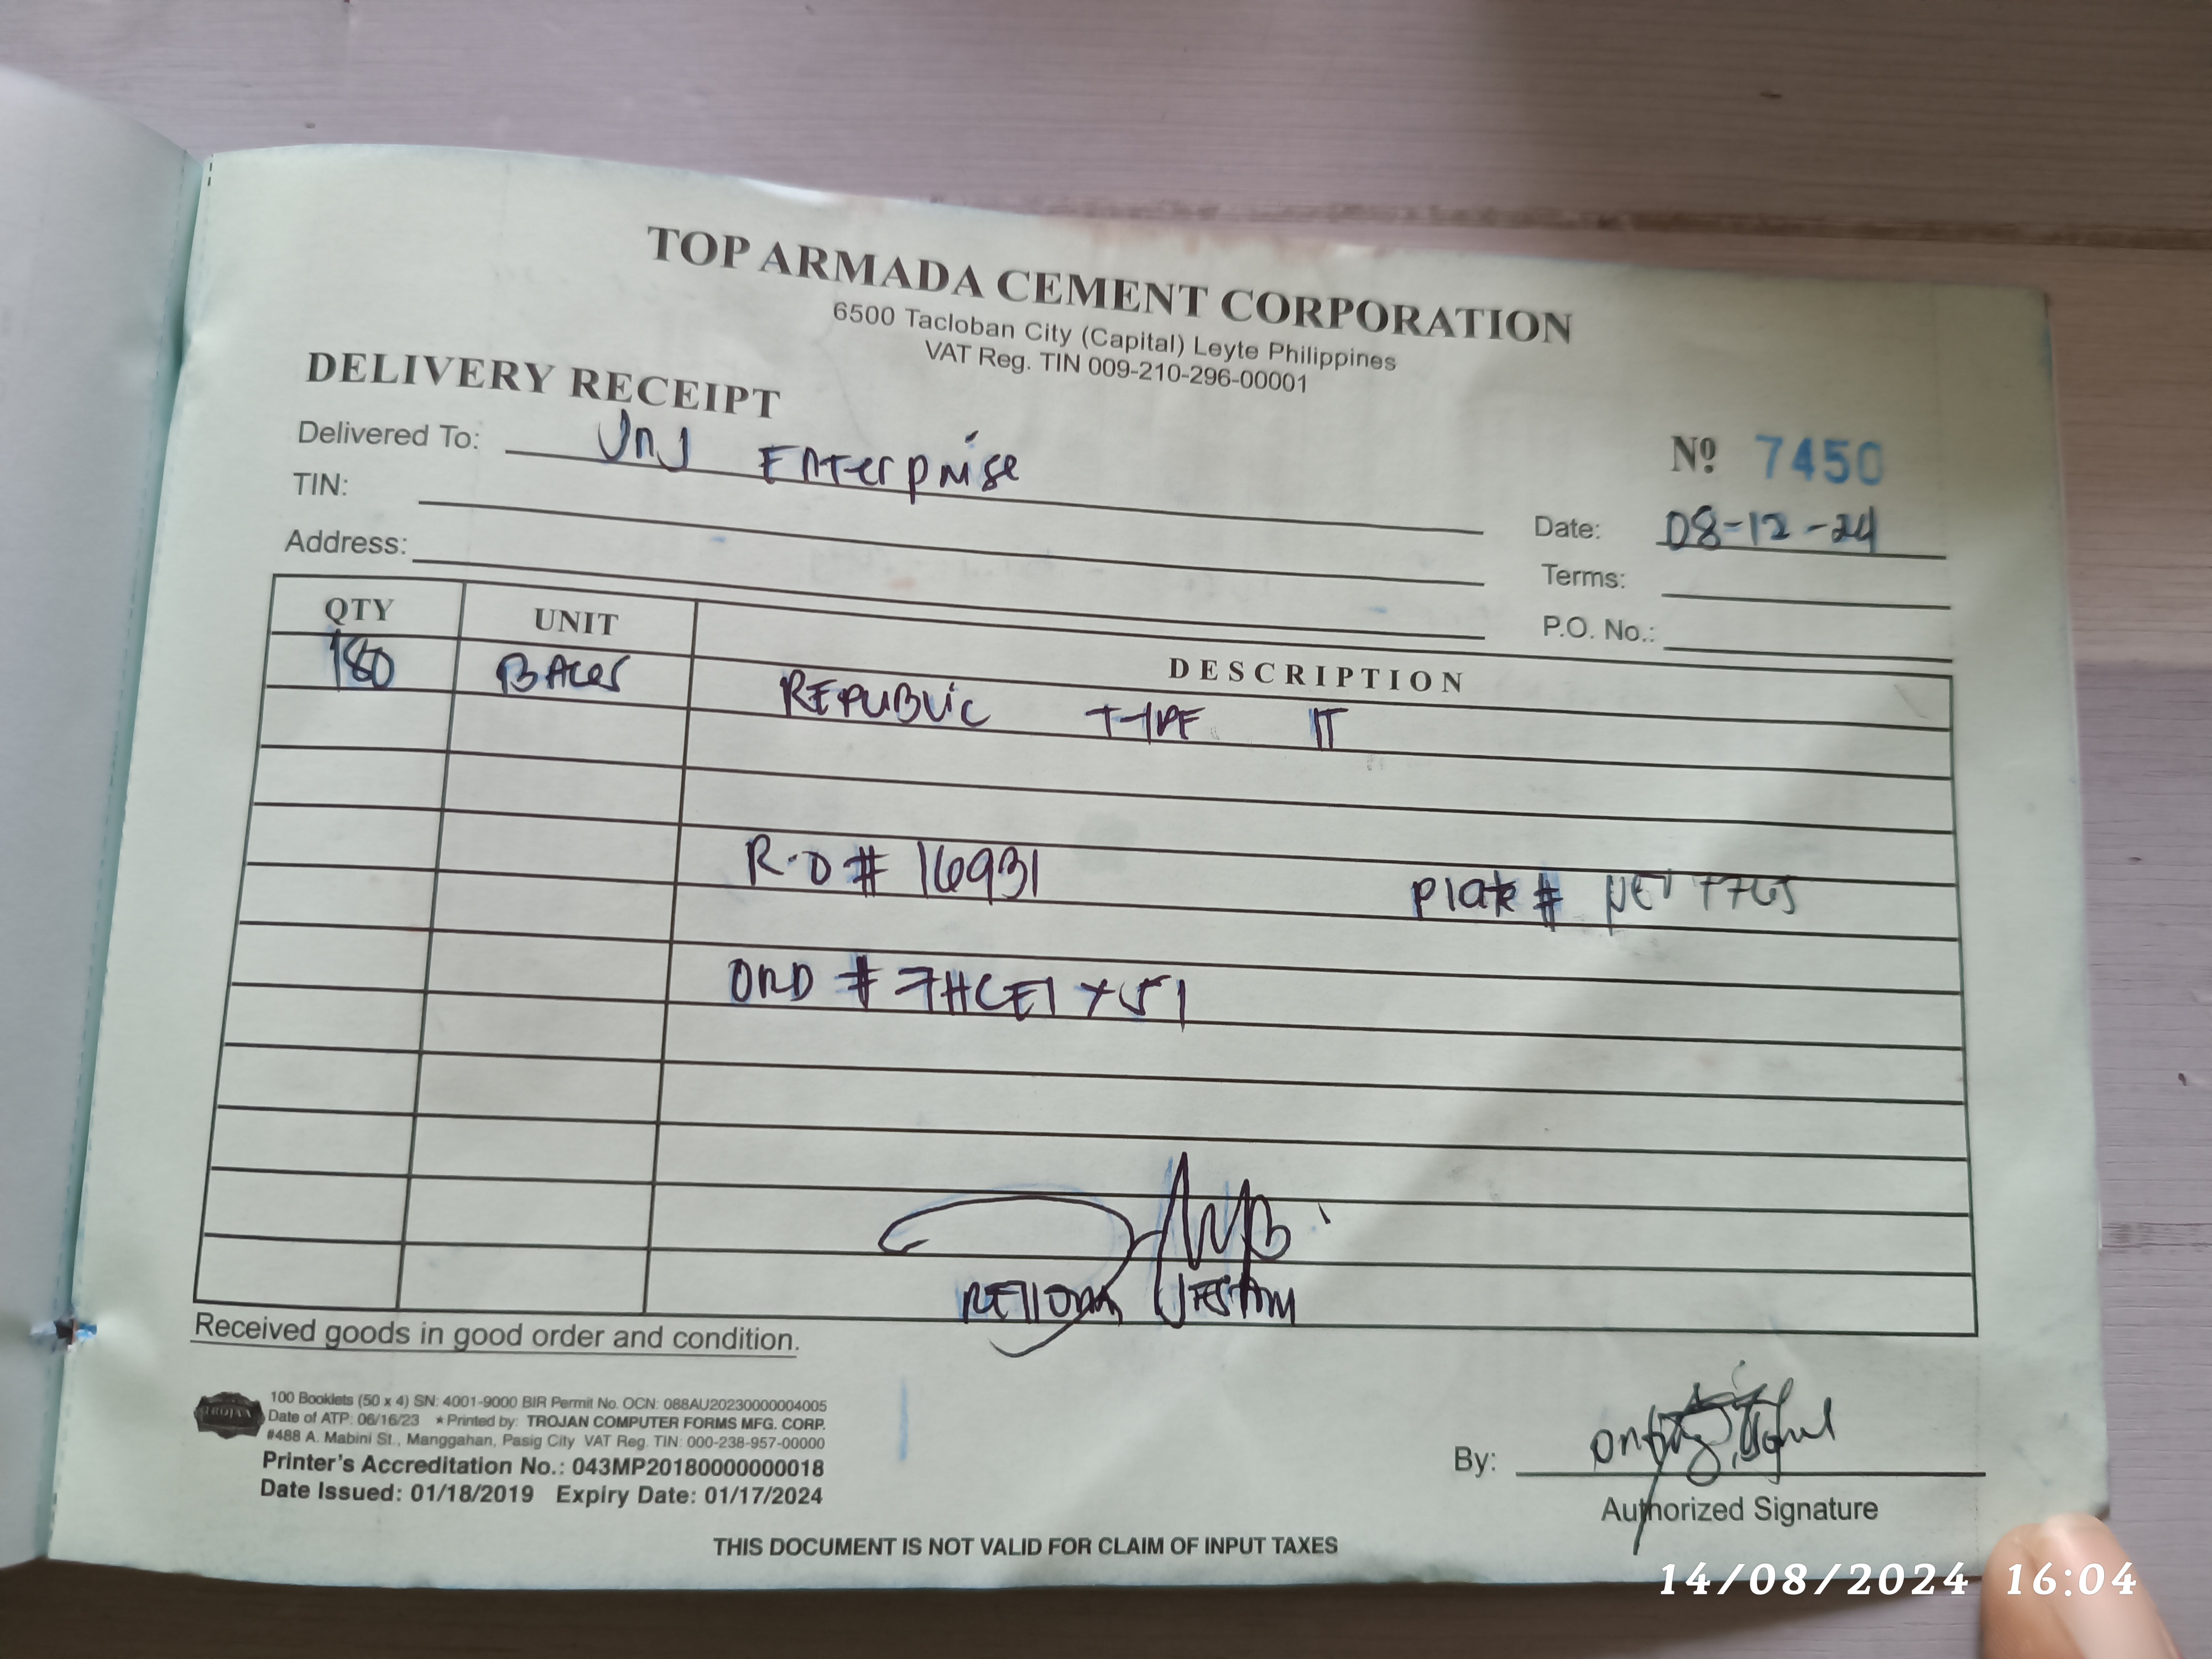 TOP ARMADA CEMENT CORPORATION
6500 Tacloban City (Capital) Leyte Philippines
VAT Reg. TIN 009-210-296-00001
DELIVERY RECEIPT
Nº 7450
Delivered To: JnJ Enterprise
Date: 08-12-24
TIN:
Terms:
Address:
P.O. No.:
QTY UNIT DESCRIPTION
180 BAGS REPUBLIC TYPE IT
R.O # 16931 Plate #
ORD # 7HCE1Y51
Received goods in good order and condition.
TROJAN
100 Booklets (50 x 4) SN: 4001-9000 BIR Permit No. OCN: 088AU20230000004005
Date of ATP: 06/16/23 ★Printed by: TROJAN COMPUTER FORMS MFG. CORP.
#488 A. Mabini St., Manggahan, Pasig City VAT Reg. TIN: 000-238-957-00000
Printer's Accreditation No.: 043MP20180000000018
Date Issued: 01/18/2019 Expiry Date: 01/17/2024
By:
Authorized Signature
THIS DOCUMENT IS NOT VALID FOR CLAIM OF INPUT TAXES
14/08/2024 16:04